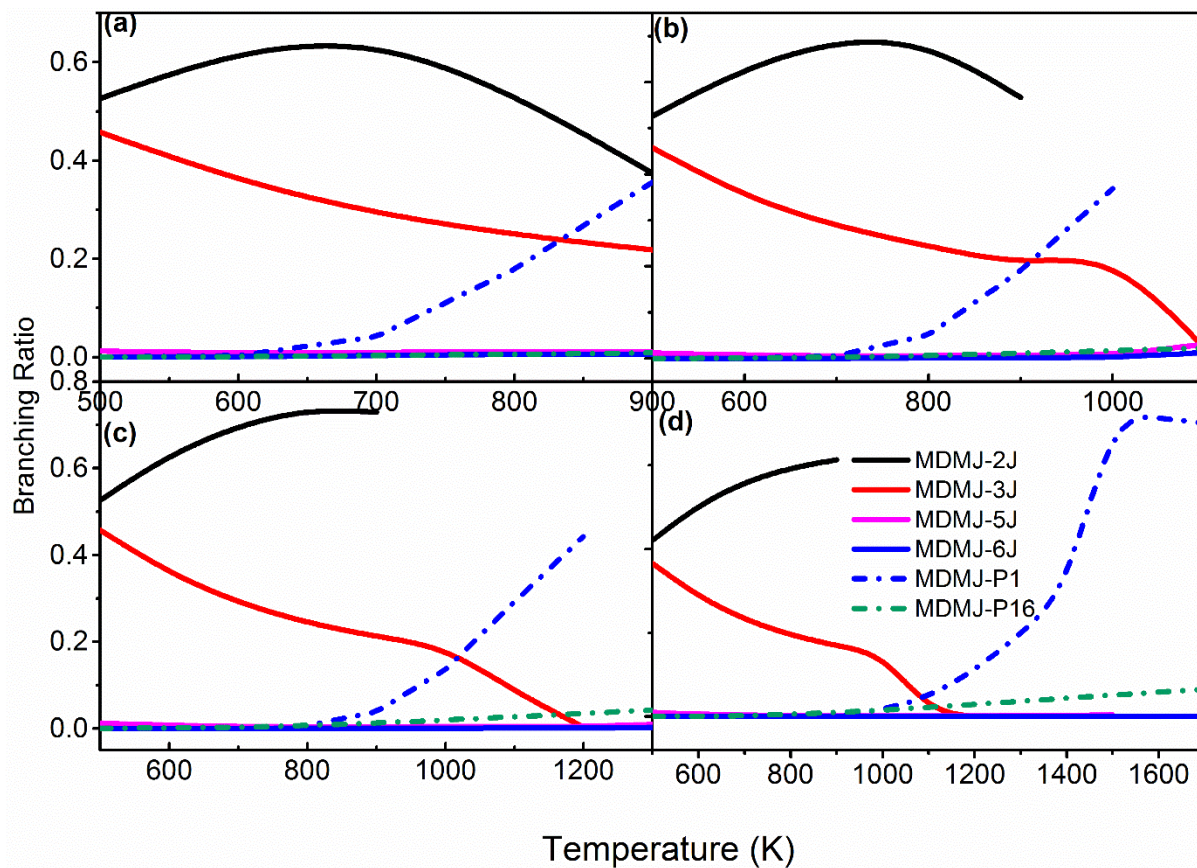 (a)
(b)
0.6
0.4
0.2
0.0
500 600 700 800 900 600 800 1000
0.8
(c)
(d)
0.6
0.4
0.2
0.0
MDMJ-2J
MDMJ-3J
MDMJ-5J
MDMJ-6J
MDMJ-P1
MDMJ-P16
600 800 1000 1200 600 800 1000 1200 1400 1600
Branching Ratio
Temperature (K)